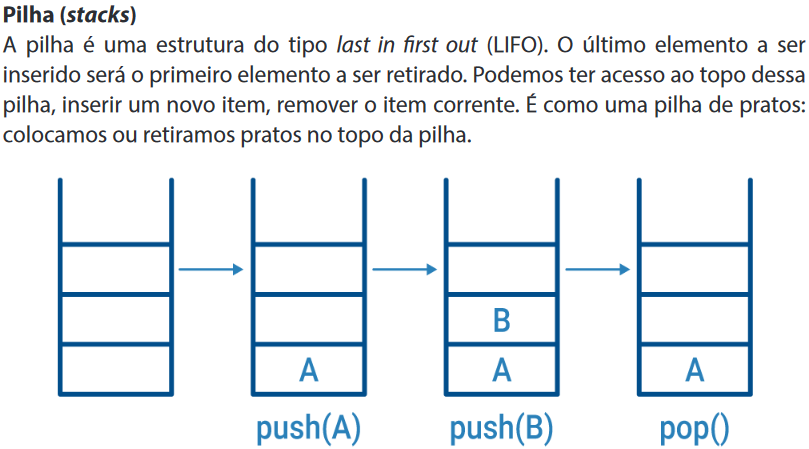 Pilha (stacks)
A pilha é uma estrutura do tipo last in first out (LIFO). O último elemento a ser
inserido será o primeiro elemento a ser retirado. Podemos ter acesso ao topo dessa
pilha, inserir um novo item, remover o item corrente. É como uma pilha de pratos:
colocamos ou retiramos pratos no topo da pilha.
B
A A A
push(A) push(B) pop()